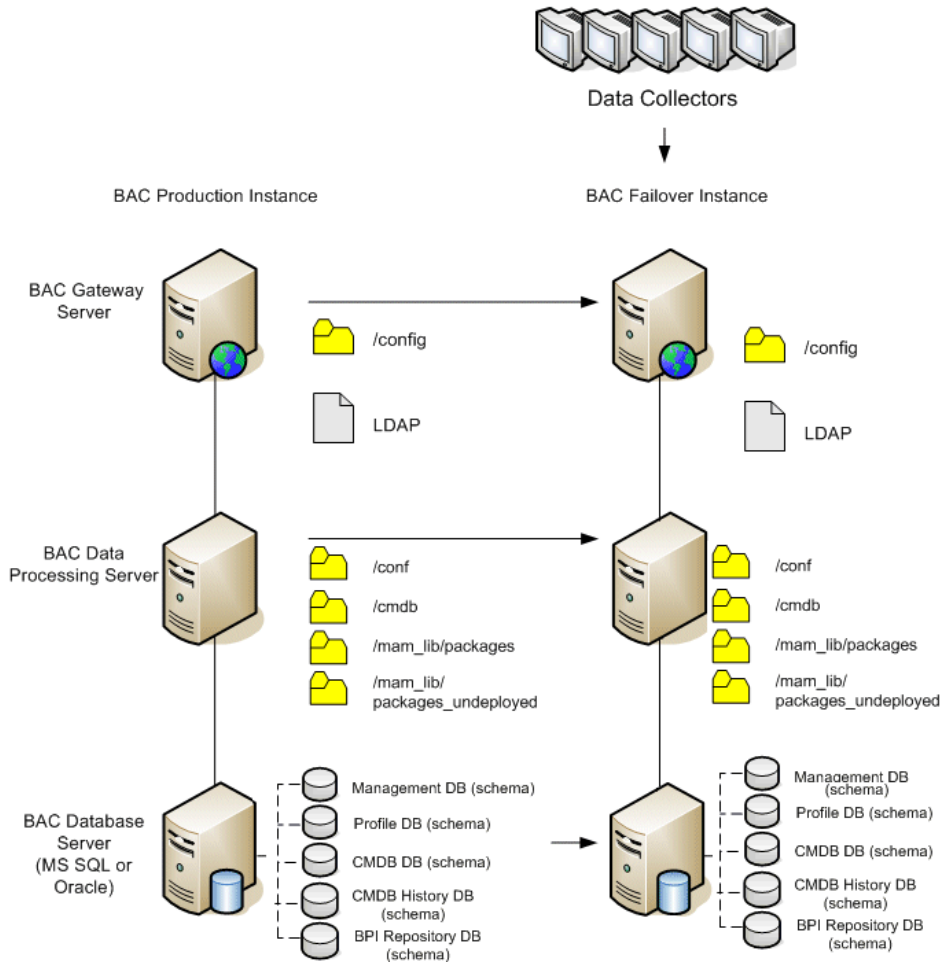 Data Collectors
BAC Production Instance
BAC Failover Instance
BAC Gateway
Server
/config
LDAP
/config
LDAP
BAC Data
Processing Server
/conf
/cmdb
/mam_lib/packages
/mam_lib/
packages_undeployed
/conf
/cmdb
/mam_lib/packages
/mam_lib/
packages_undeployed
BAC Database
Server
(MS SQL or
Oracle)
Management DB (schema)
Profile DB (schema)
CMDB DB (schema)
CMDB History DB
(schema)
BPI Repository DB
(schema)
Management DB
(schema)
Profile DB (schema)
CMDB DB (schema)
CMDB History DB
(schema)
BPI Repository DB
(schema)